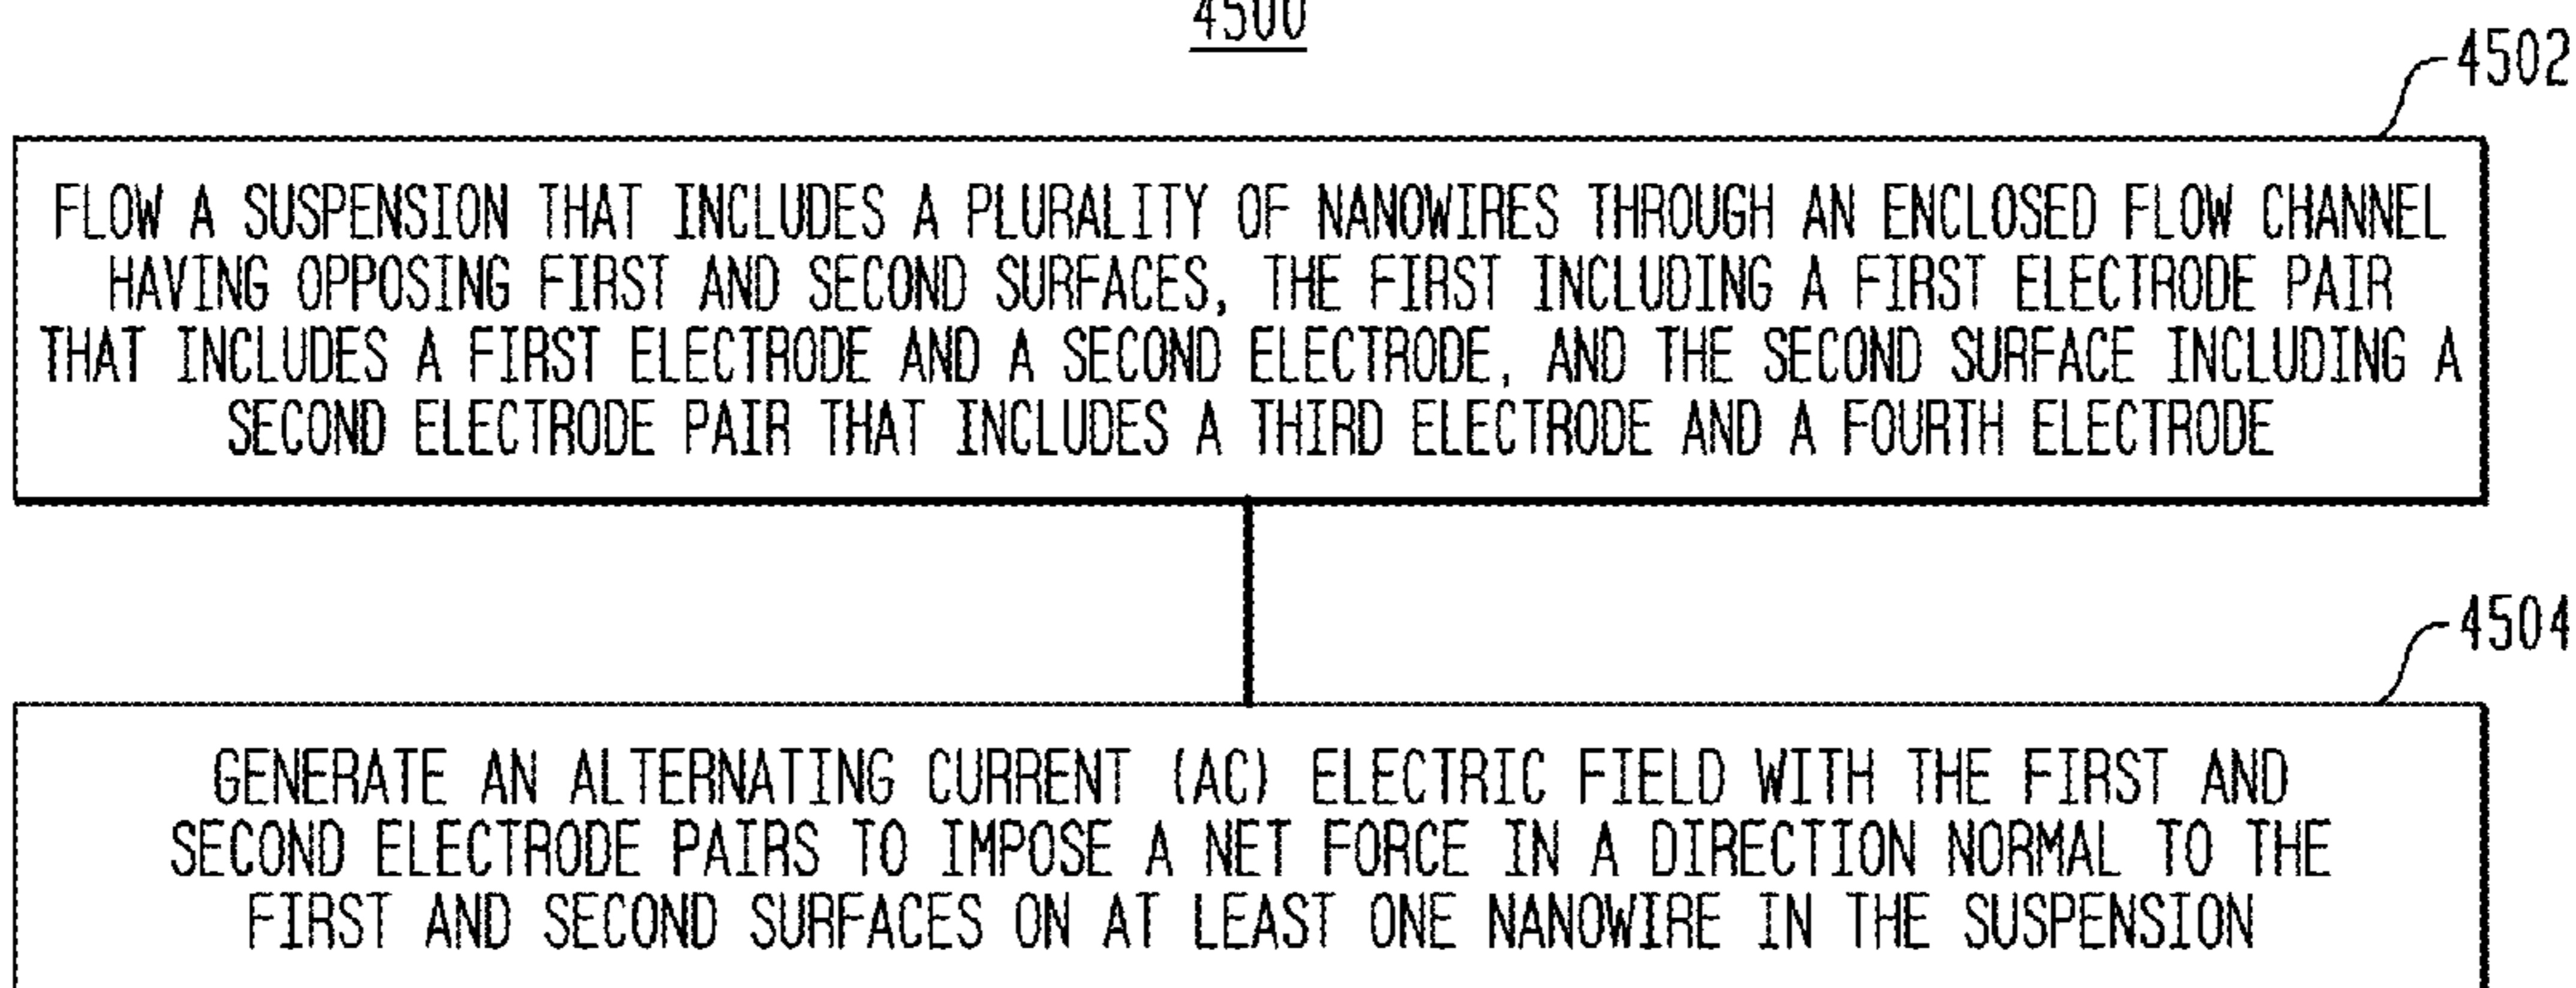 4500
4502
FLOW A SUSPENSION THAT INCLUDES A PLURALITY OF NANOWIRES THROUGH AN ENCLOSED FLOW CHANNEL
HAVING OPPOSING FIRST AND SECOND SURFACES, THE FIRST INCLUDING A FIRST ELECTRODE PAIR
THAT INCLUDES A FIRST ELECTRODE AND A SECOND ELECTRODE, AND THE SECOND SURFACE INCLUDING A
SECOND ELECTRODE PAIR THAT INCLUDES A THIRD ELECTRODE AND A FOURTH ELECTRODE
4504
GENERATE AN ALTERNATING CURRENT (AC) ELECTRIC FIELD WITH THE FIRST AND
SECOND ELECTRODE PAIRS TO IMPOSE A NET FORCE IN A DIRECTION NORMAL TO THE
FIRST AND SECOND SURFACES ON AT LEAST ONE NANOWIRE IN THE SUSPENSION